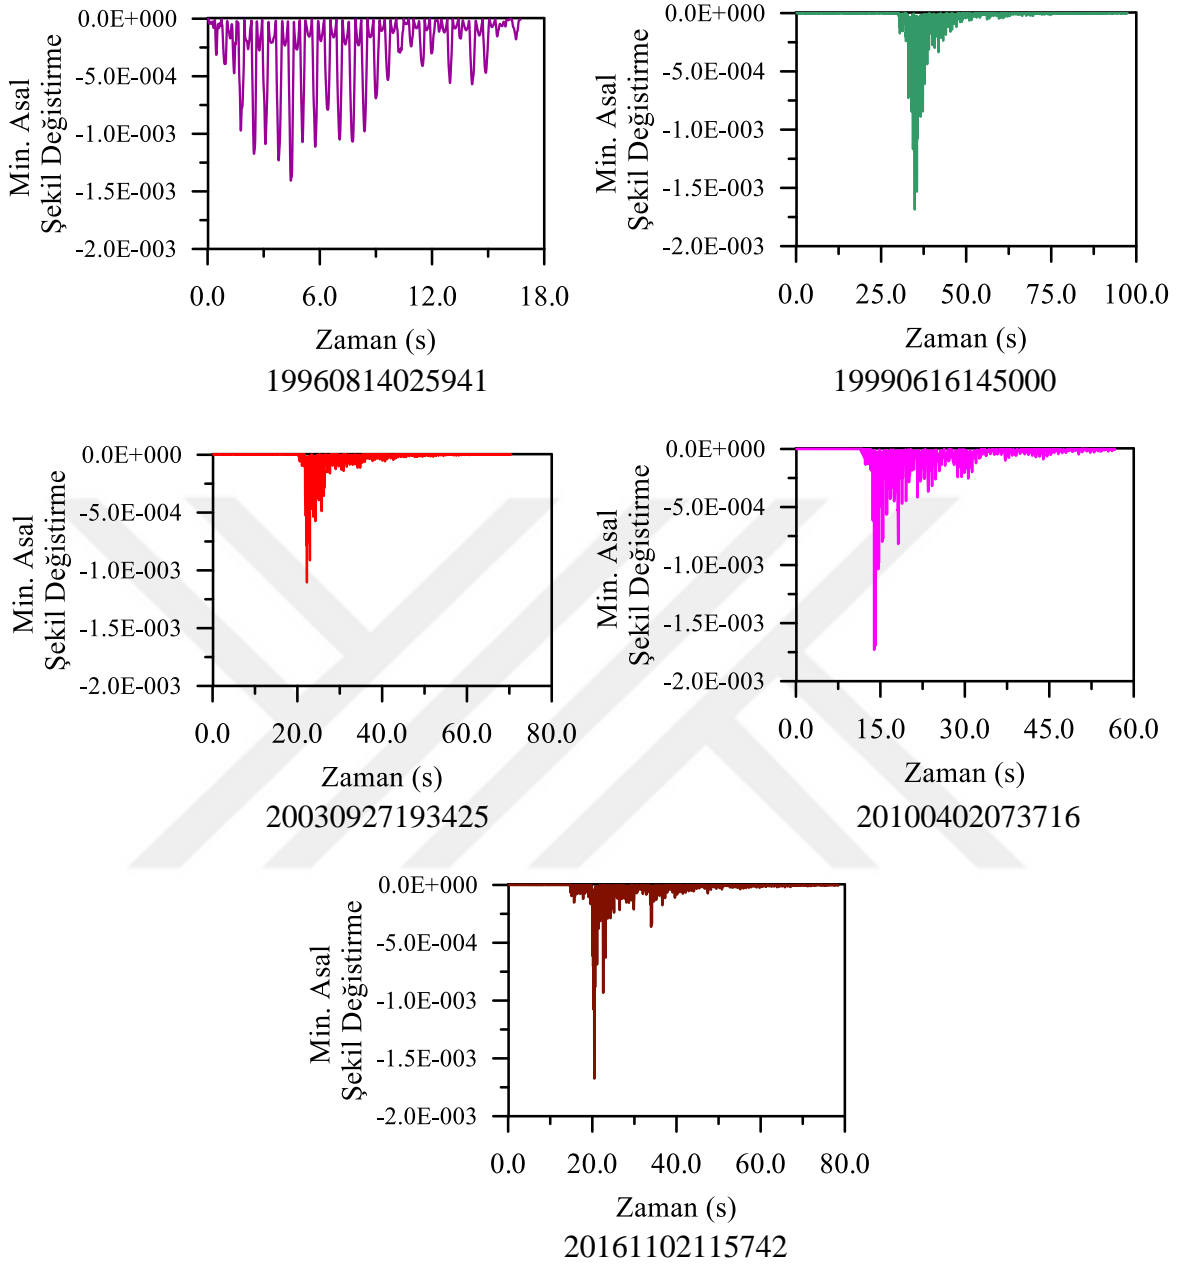 0.0E+000
-5.0E-004
-1.0E-003
-1.5E-003
-2.0E-003
Min. Asal
Şekil Değiştirme
0.0 6.0 12.0 18.0
Zaman (s)
19960814025941
0.0E+000
-5.0E-004
-1.0E-003
-1.5E-003
-2.0E-003
Min. Asal
Şekil Değiştirme
0.0 25.0 50.0 75.0 100.0
Zaman (s)
19990616145000
0.0E+000
-5.0E-004
-1.0E-003
-1.5E-003
-2.0E-003
Min. Asal
Şekil Değiştirme
0.0 20.0 40.0 60.0 80.0
Zaman (s)
20030927193425
0.0E+000
-5.0E-004
-1.0E-003
-1.5E-003
-2.0E-003
Min. Asal
Şekil Değiştirme
0.0 15.0 30.0 45.0 60.0
Zaman (s)
20100402073716
0.0E+000
-5.0E-004
-1.0E-003
-1.5E-003
-2.0E-003
Min. Asal
Şekil Değiştirme
0.0 20.0 40.0 60.0 80.0
Zaman (s)
20161102115742